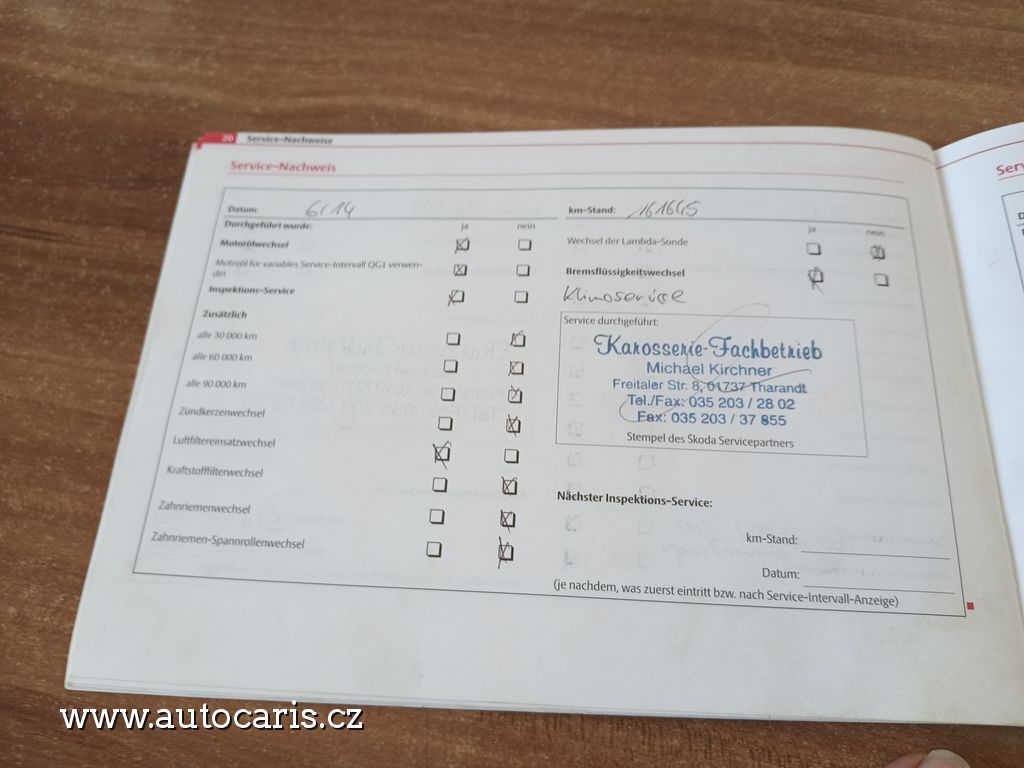 20 Service-Nachweise
Service-Nachweis
Datum: 6/14
km-Stand: 161645
Durchgeführt wurde: ja nein
ja nein
Motorölwechsel
Wechsel der Lambda-Sonde
Motoröl für variables Service-Intervall QG1 verwen-
det
Bremsflüssigkeitswechsel
Inspektions-Service
Klimaservice
Zusätzlich
alle 30 000 km
alle 60 000 km
alle 90 000 km
Zündkerzenwechsel
Luftfiltereinsatzwechsel
Kraftstofffilterwechsel
Zahnriemenwechsel
Zahnriemen-Spannrollenwechsel
Service durchgeführt:
Karosserie-Fachbetrieb
Michael Kirchner
Freitaler Str. 8, 01737 Tharandt
Tel./Fax: 035 203 / 28 02
Fax: 035 203 / 37 855
Stempel des Škoda Servicepartners
Nächster Inspektions-Service:
km-Stand:
Datum:
(je nachdem, was zuerst eintritt bzw. nach Service-Intervall-Anzeige)
www.autocaris.cz